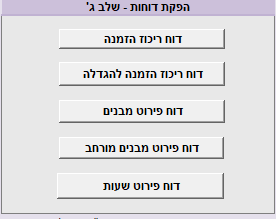 הפקת דוחות - שלב ג'
דוח ריכוז הזמנה
דוח ריכוז הזמנה להגדלה
דוח פירוט מבנים
דוח פירוט מבנים מורחב
דוח פירוט שעות